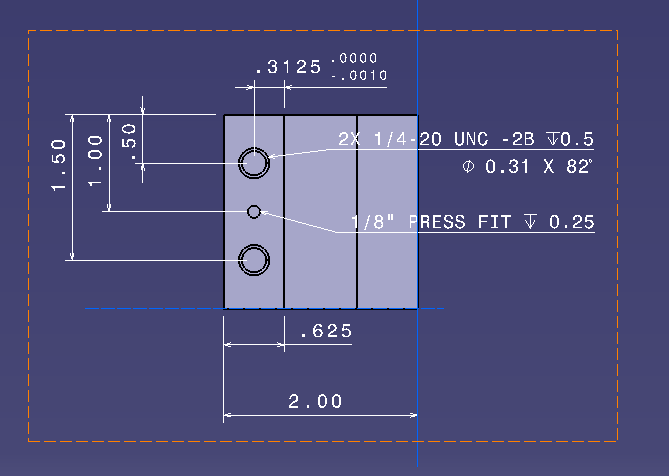 .3125 .0000
-.0010
2X 1/4-20 UNC -2B ↧0.5
⌀ 0.31 X 82°
1/8" PRESS FIT ↧ 0.25
.50
1.00
1.50
.625
2.00